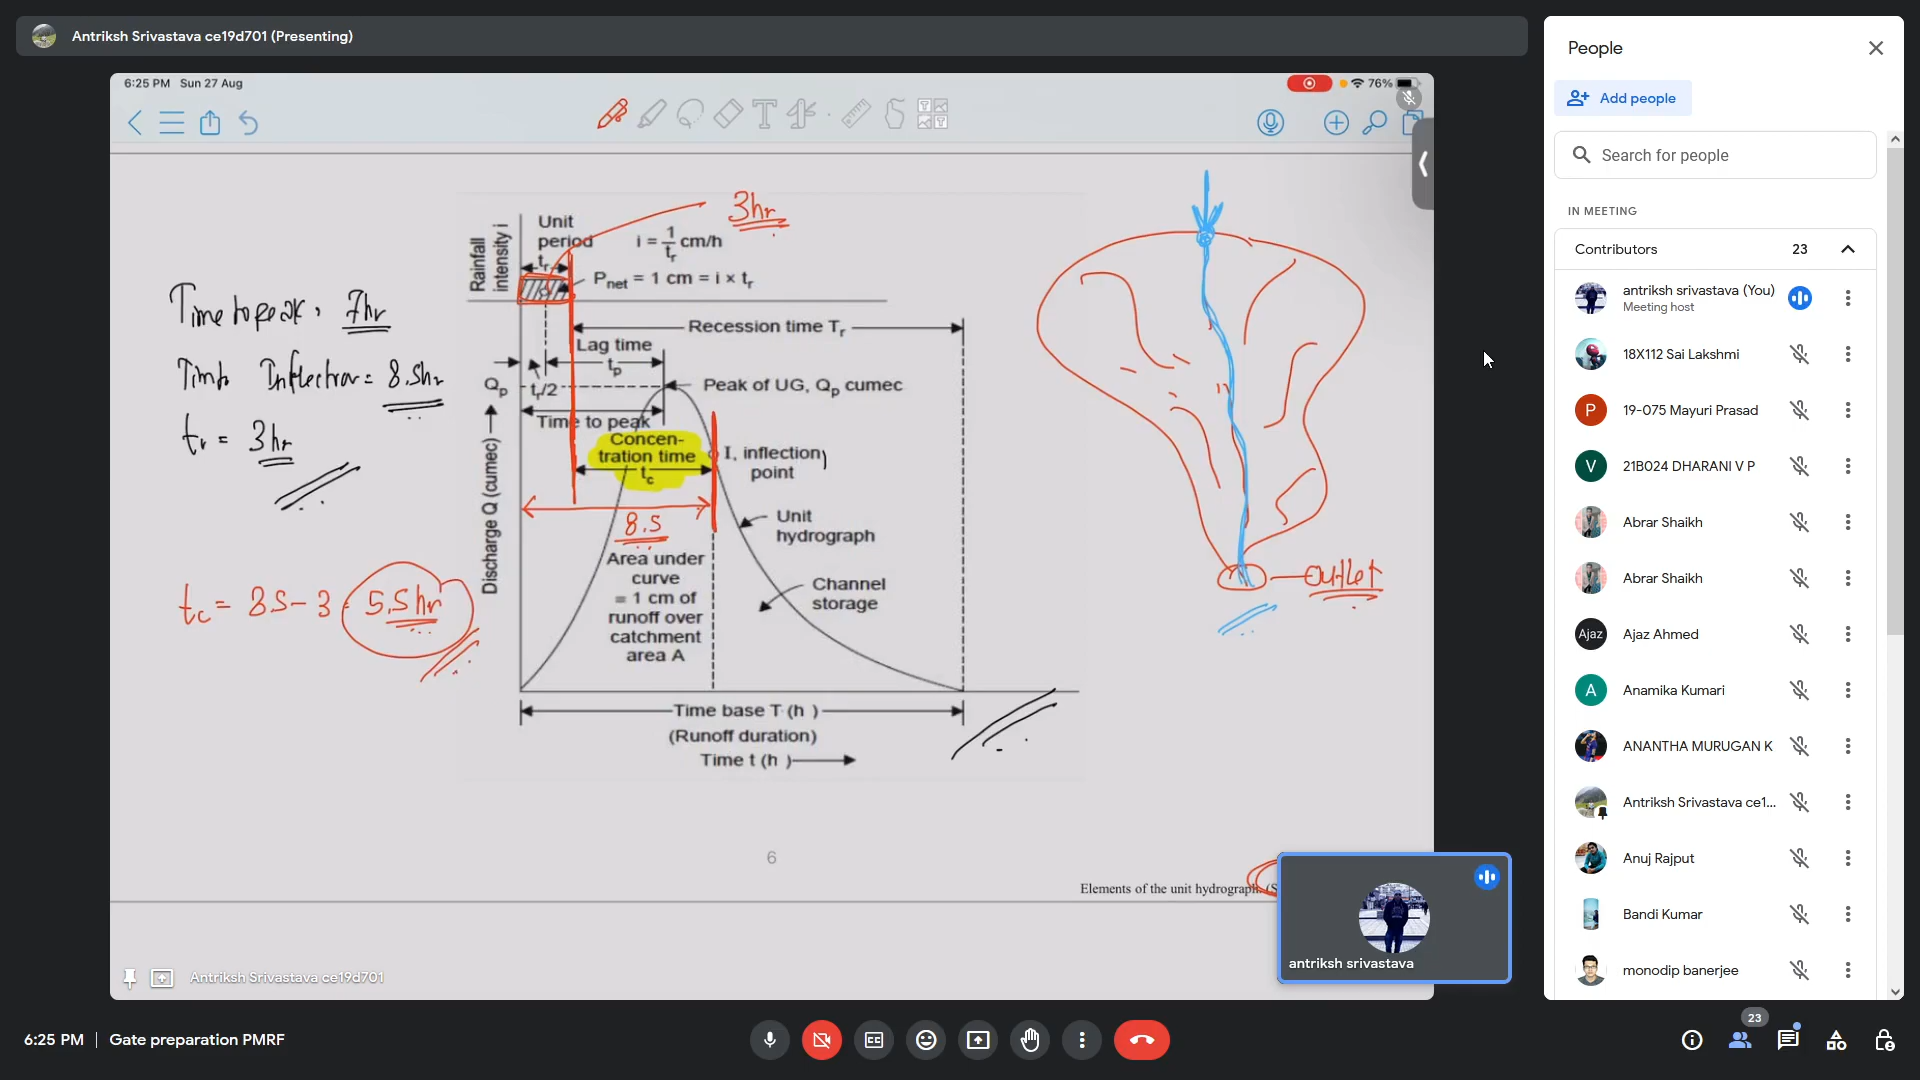 Antriksh Srivastava ce19d701 (Presenting)
6:25 PM Sun 27 Aug
76%
3hr
Unit
period
tr
i = 1/tr cm/h
Pnet = 1 cm = i × tr
Rainfall
intensity i
Recession time Tr
Lag time
tp
Qp
tr/2
Peak of UG, Qp cumec
Time to peak
Concen-
tration time
tc
I, inflection
point
8.5
Unit
hydrograph
Area under
curve
= 1 cm of
runoff over
catchment
area A
Channel
storage
Discharge Q (cumec)
Time base T (h)
(Runoff duration)
Time t (h)
Time to peak = 7hr
Time to Inflection = 8.5hr
tr = 3hr
tc = 8.5 - 3 = 5.5hr
outlet
6
Elements of the unit hydrograph. (S
Antriksh Srivastava ce19d701
antriksh srivastava
People
Add people
Search for people
IN MEETING
Contributors 23
antriksh srivastava (You)
Meeting host
18X112 Sai Lakshmi
P 19-075 Mayuri Prasad
V 21B024 DHARANI V P
Abrar Shaikh
Abrar Shaikh
Ajaz Ajaz Ahmed
A Anamika Kumari
ANANTHA MURUGAN K
Antriksh Srivastava ce1...
Anuj Rajput
Bandi Kumar
monodip banerjee
6:25 PM | Gate preparation PMRF
23